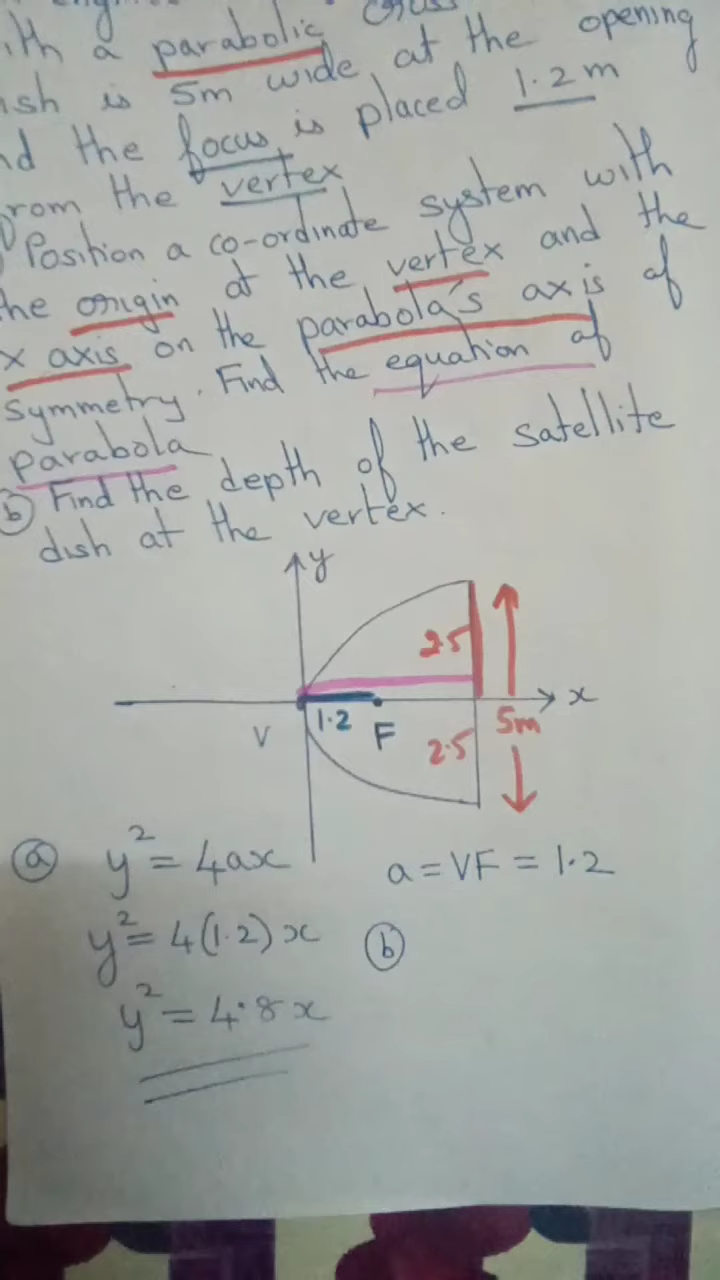 with a parabolic cross
dish is 5m wide at the opening
and the focus is placed 1.2m
from the vertex
Position a co-ordinate system with
the origin at the vertex and the
x axis on the parabola's axis of
symmetry. Find the equation of
parabola
b Find the depth of the satellite
dish at the vertex.
y
2.5
1.2
x
V
F
2.5
5m
a y² = 4ax
a = VF = 1.2
y² = 4(1.2)x
b
y² = 4.8x